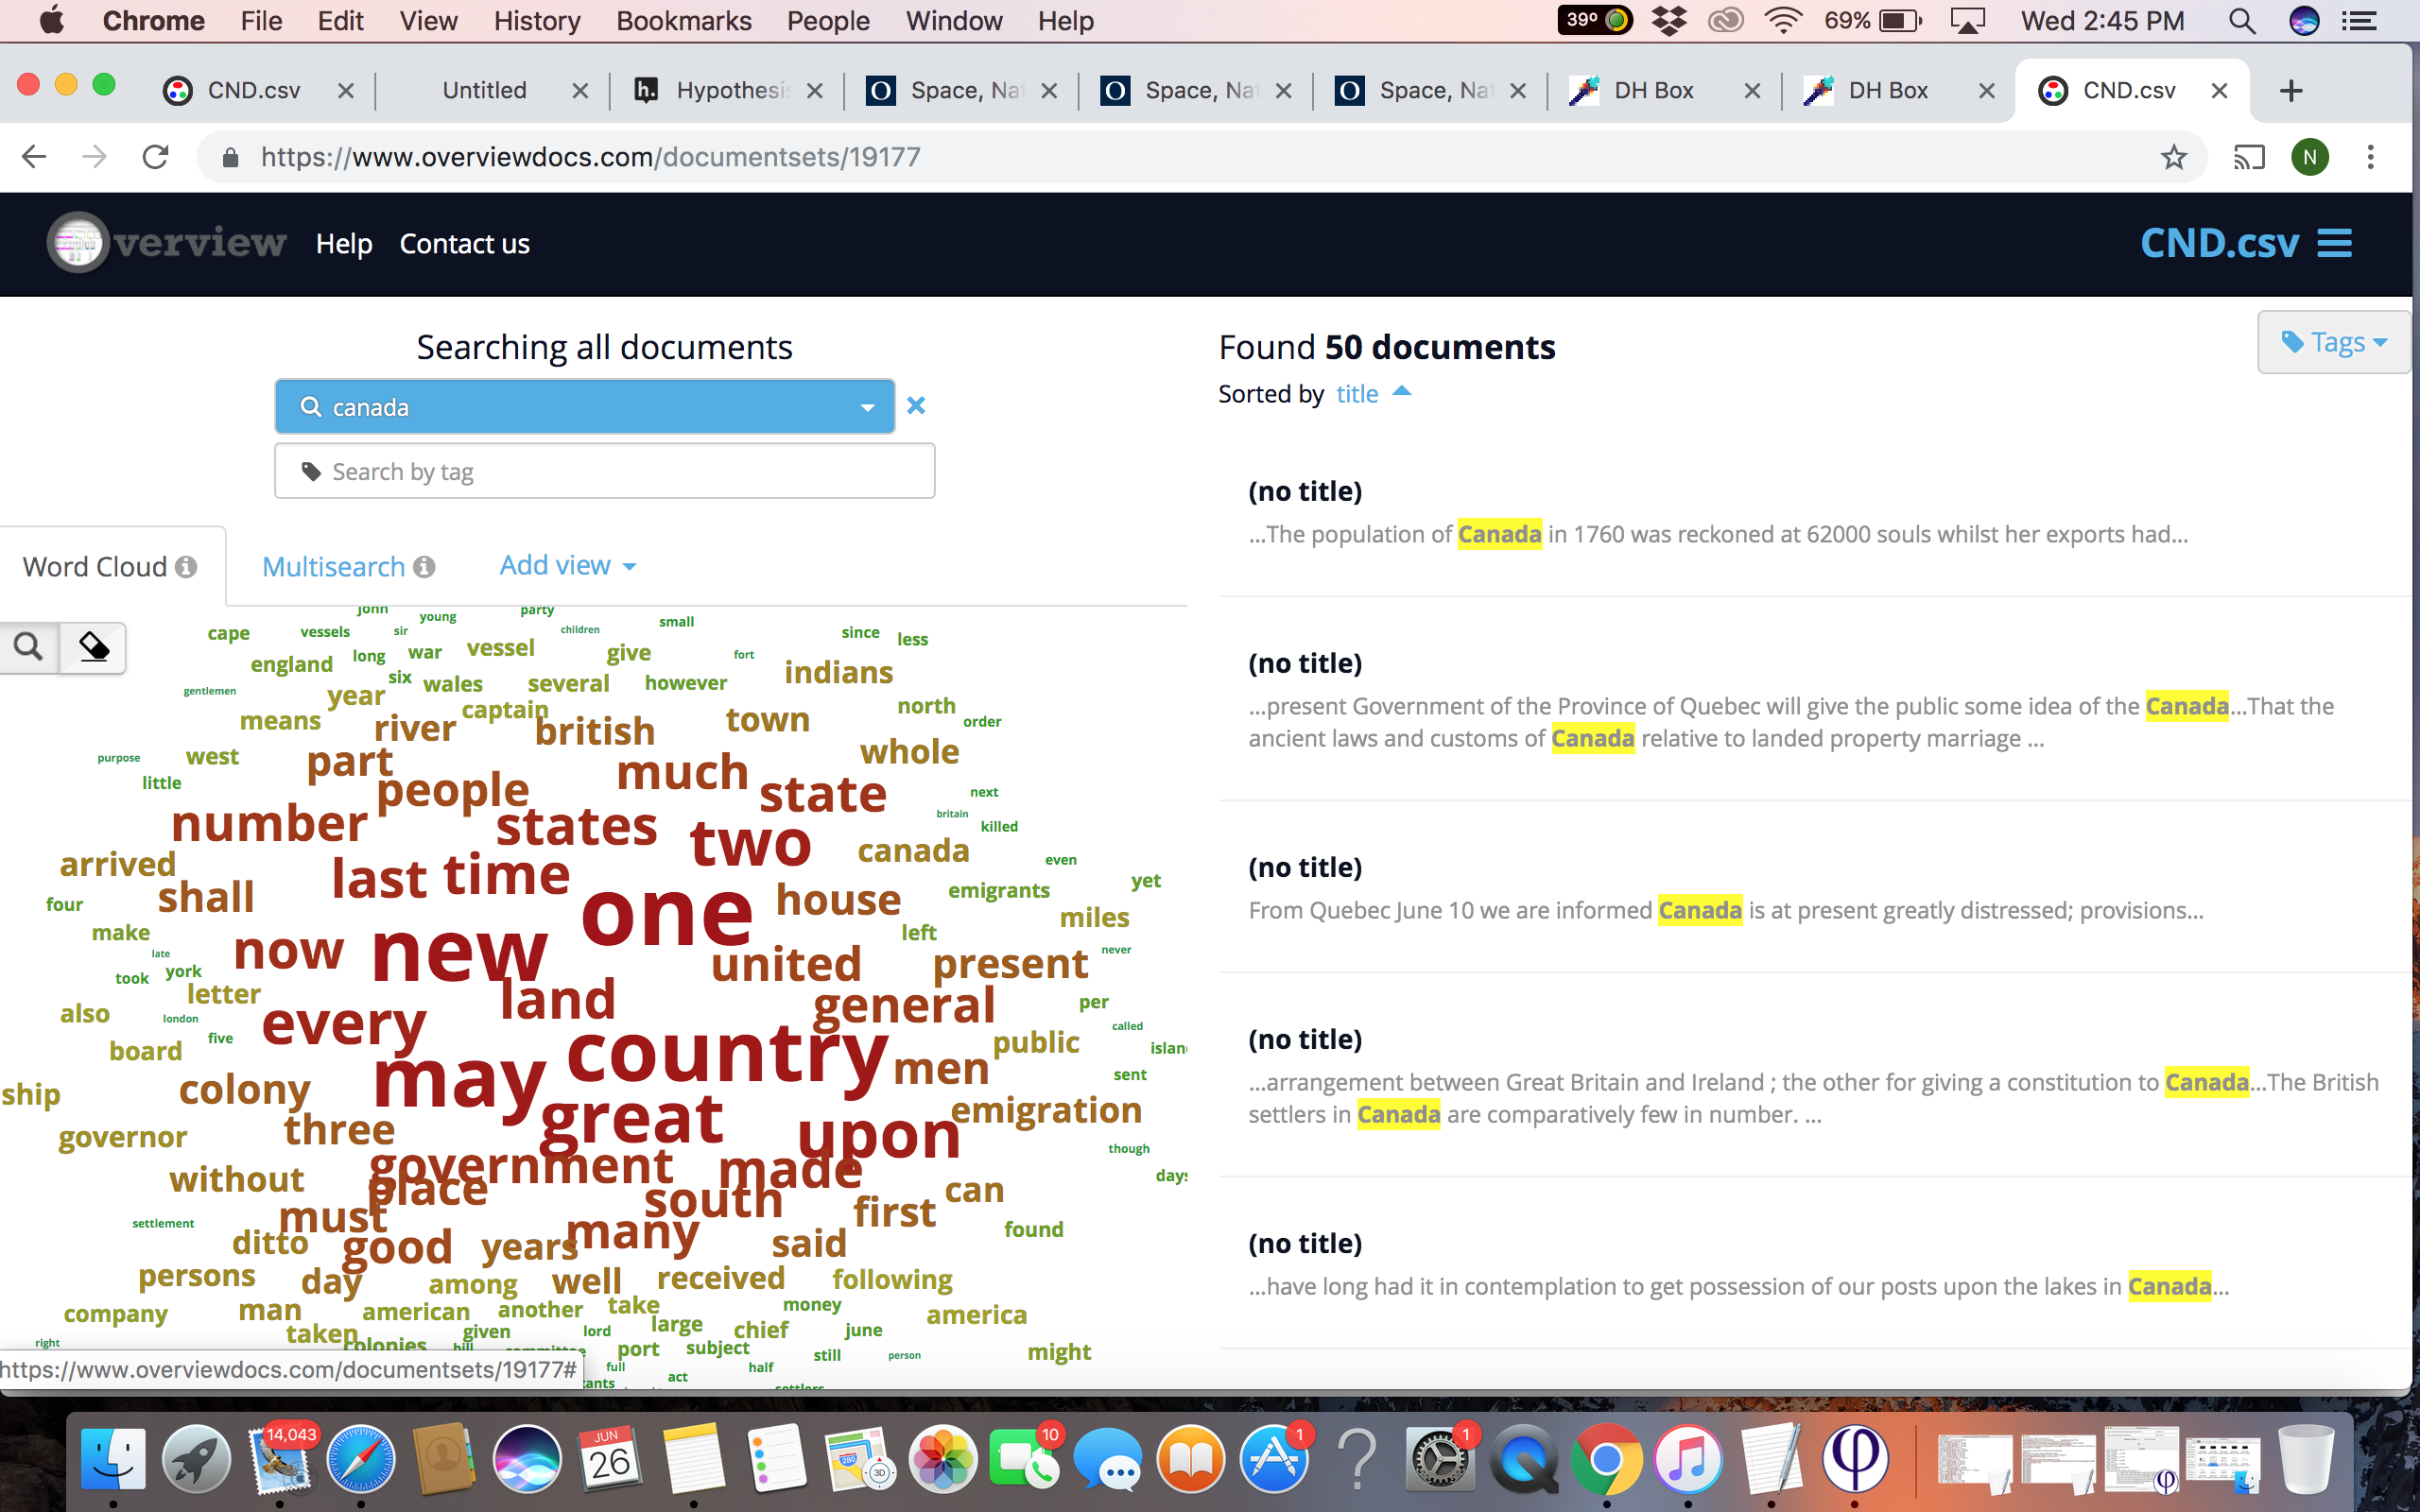 Chrome File Edit View History Bookmarks People Window Help 39° 69% Wed 2:45 PM
CND.csv Untitled Hypothesis Space, Nat Space, Nat Space, Nat DH Box DH Box CND.csv
https://www.overviewdocs.com/documentsets/19177 N
verview Help Contact us CND.csv
Searching all documents
canada
Search by tag
Word Cloud Multisearch Add view
john young party
cape vessels sir children small since less
england long war vessel give fort indians
gentlemen year six wales several however
means river captain british town north order
purpose west part people much whole
little number states two state next britain killed
arrived last time canada even
four shall one house emigrants yet
make now new left miles
late took york united present never
letter land general per
also london every country public called
board five may men sent island
ship colony great emigration
governor three upon
without government made though
place south can days
settlement must many first found
ditto good years said
persons day among well received following
company man american another take money america
taken given lord large chief june
right colonies bill committee port subject still person might
full half
act
settlers
https://www.overviewdocs.com/documentsets/19177#
Found 50 documents
Sorted by title
Tags
(no title)
...The population of Canada in 1760 was reckoned at 62000 souls whilst her exports had...
(no title)
...present Government of the Province of Quebec will give the public some idea of the Canada...That the
ancient laws and customs of Canada relative to landed property marriage ...
(no title)
From Quebec June 10 we are informed Canada is at present greatly distressed; provisions...
(no title)
...arrangement between Great Britain and Ireland ; the other for giving a constitution to Canada...The British
settlers in Canada are comparatively few in number. ...
(no title)
...have long had it in contemplation to get possession of our posts upon the lakes in Canada...
14,043 JUN 26 280 3D 10 1 1